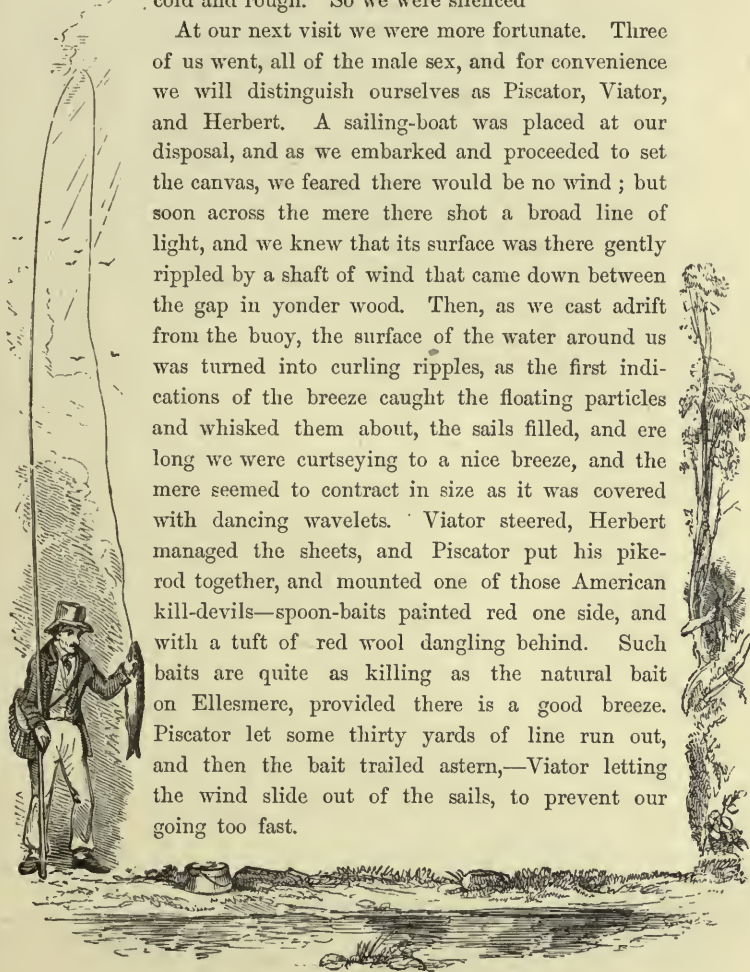 cold and rough. So we were silenced
At our next visit we were more fortunate. Three
of us went, all of the male sex, and for convenience
we will distinguish ourselves as Piscator, Viator,
and Herbert. A sailing-boat was placed at our
disposal, and as we embarked and proceeded to set
the canvas, we feared there would be no wind ; but
soon across the mere there shot a broad line of
light, and we knew that its surface was there gently
rippled by a shaft of wind that came down between
the gap in yonder wood. Then, as we cast adrift
from the buoy, the surface of the water around us
was turned into curling ripples, as the first indi-
cations of the breeze caught the floating particles
and whisked them about, the sails filled, and ere
long we were curtseying to a nice breeze, and the
mere seemed to contract in size as it was covered
with dancing wavelets. Viator steered, Herbert
managed the sheets, and Piscator put his pike-
rod together, and mounted one of those American
kill-devils—spoon-baits painted red one side, and
with a tuft of red wool dangling behind. Such
baits are quite as killing as the natural bait
on Ellesmere, provided there is a good breeze.
Piscator let some thirty yards of line run out,
and then the bait trailed astern,—Viator letting
the wind slide out of the sails, to prevent our
going too fast.